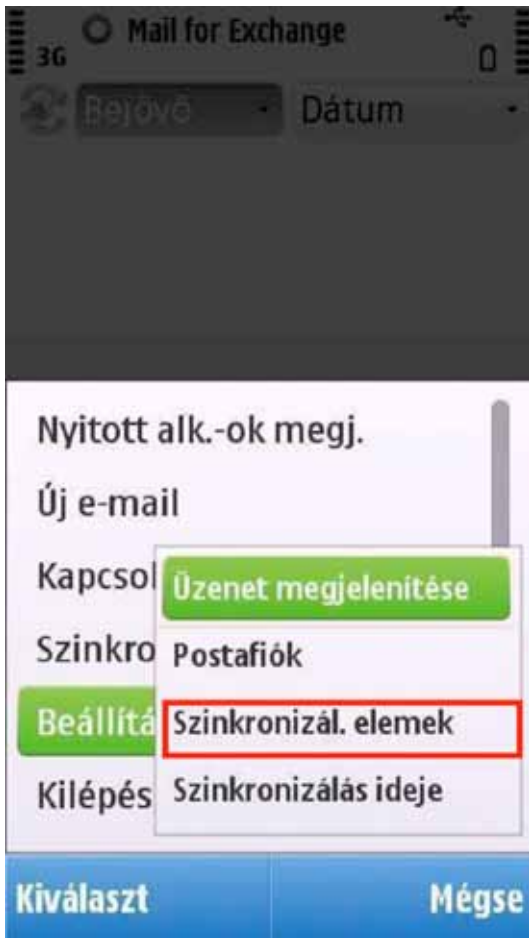 3G Mail for Exchange
Bejövő Dátum
Nyitott alk.-ok megj.
Új e-mail
Kapcsol
Üzenet megjelenítése
Szinkro
Postafiók
Beállítá
Szinkronizál. elemek
Kilépés
Szinkronizálás ideje
Kiválaszt Mégse